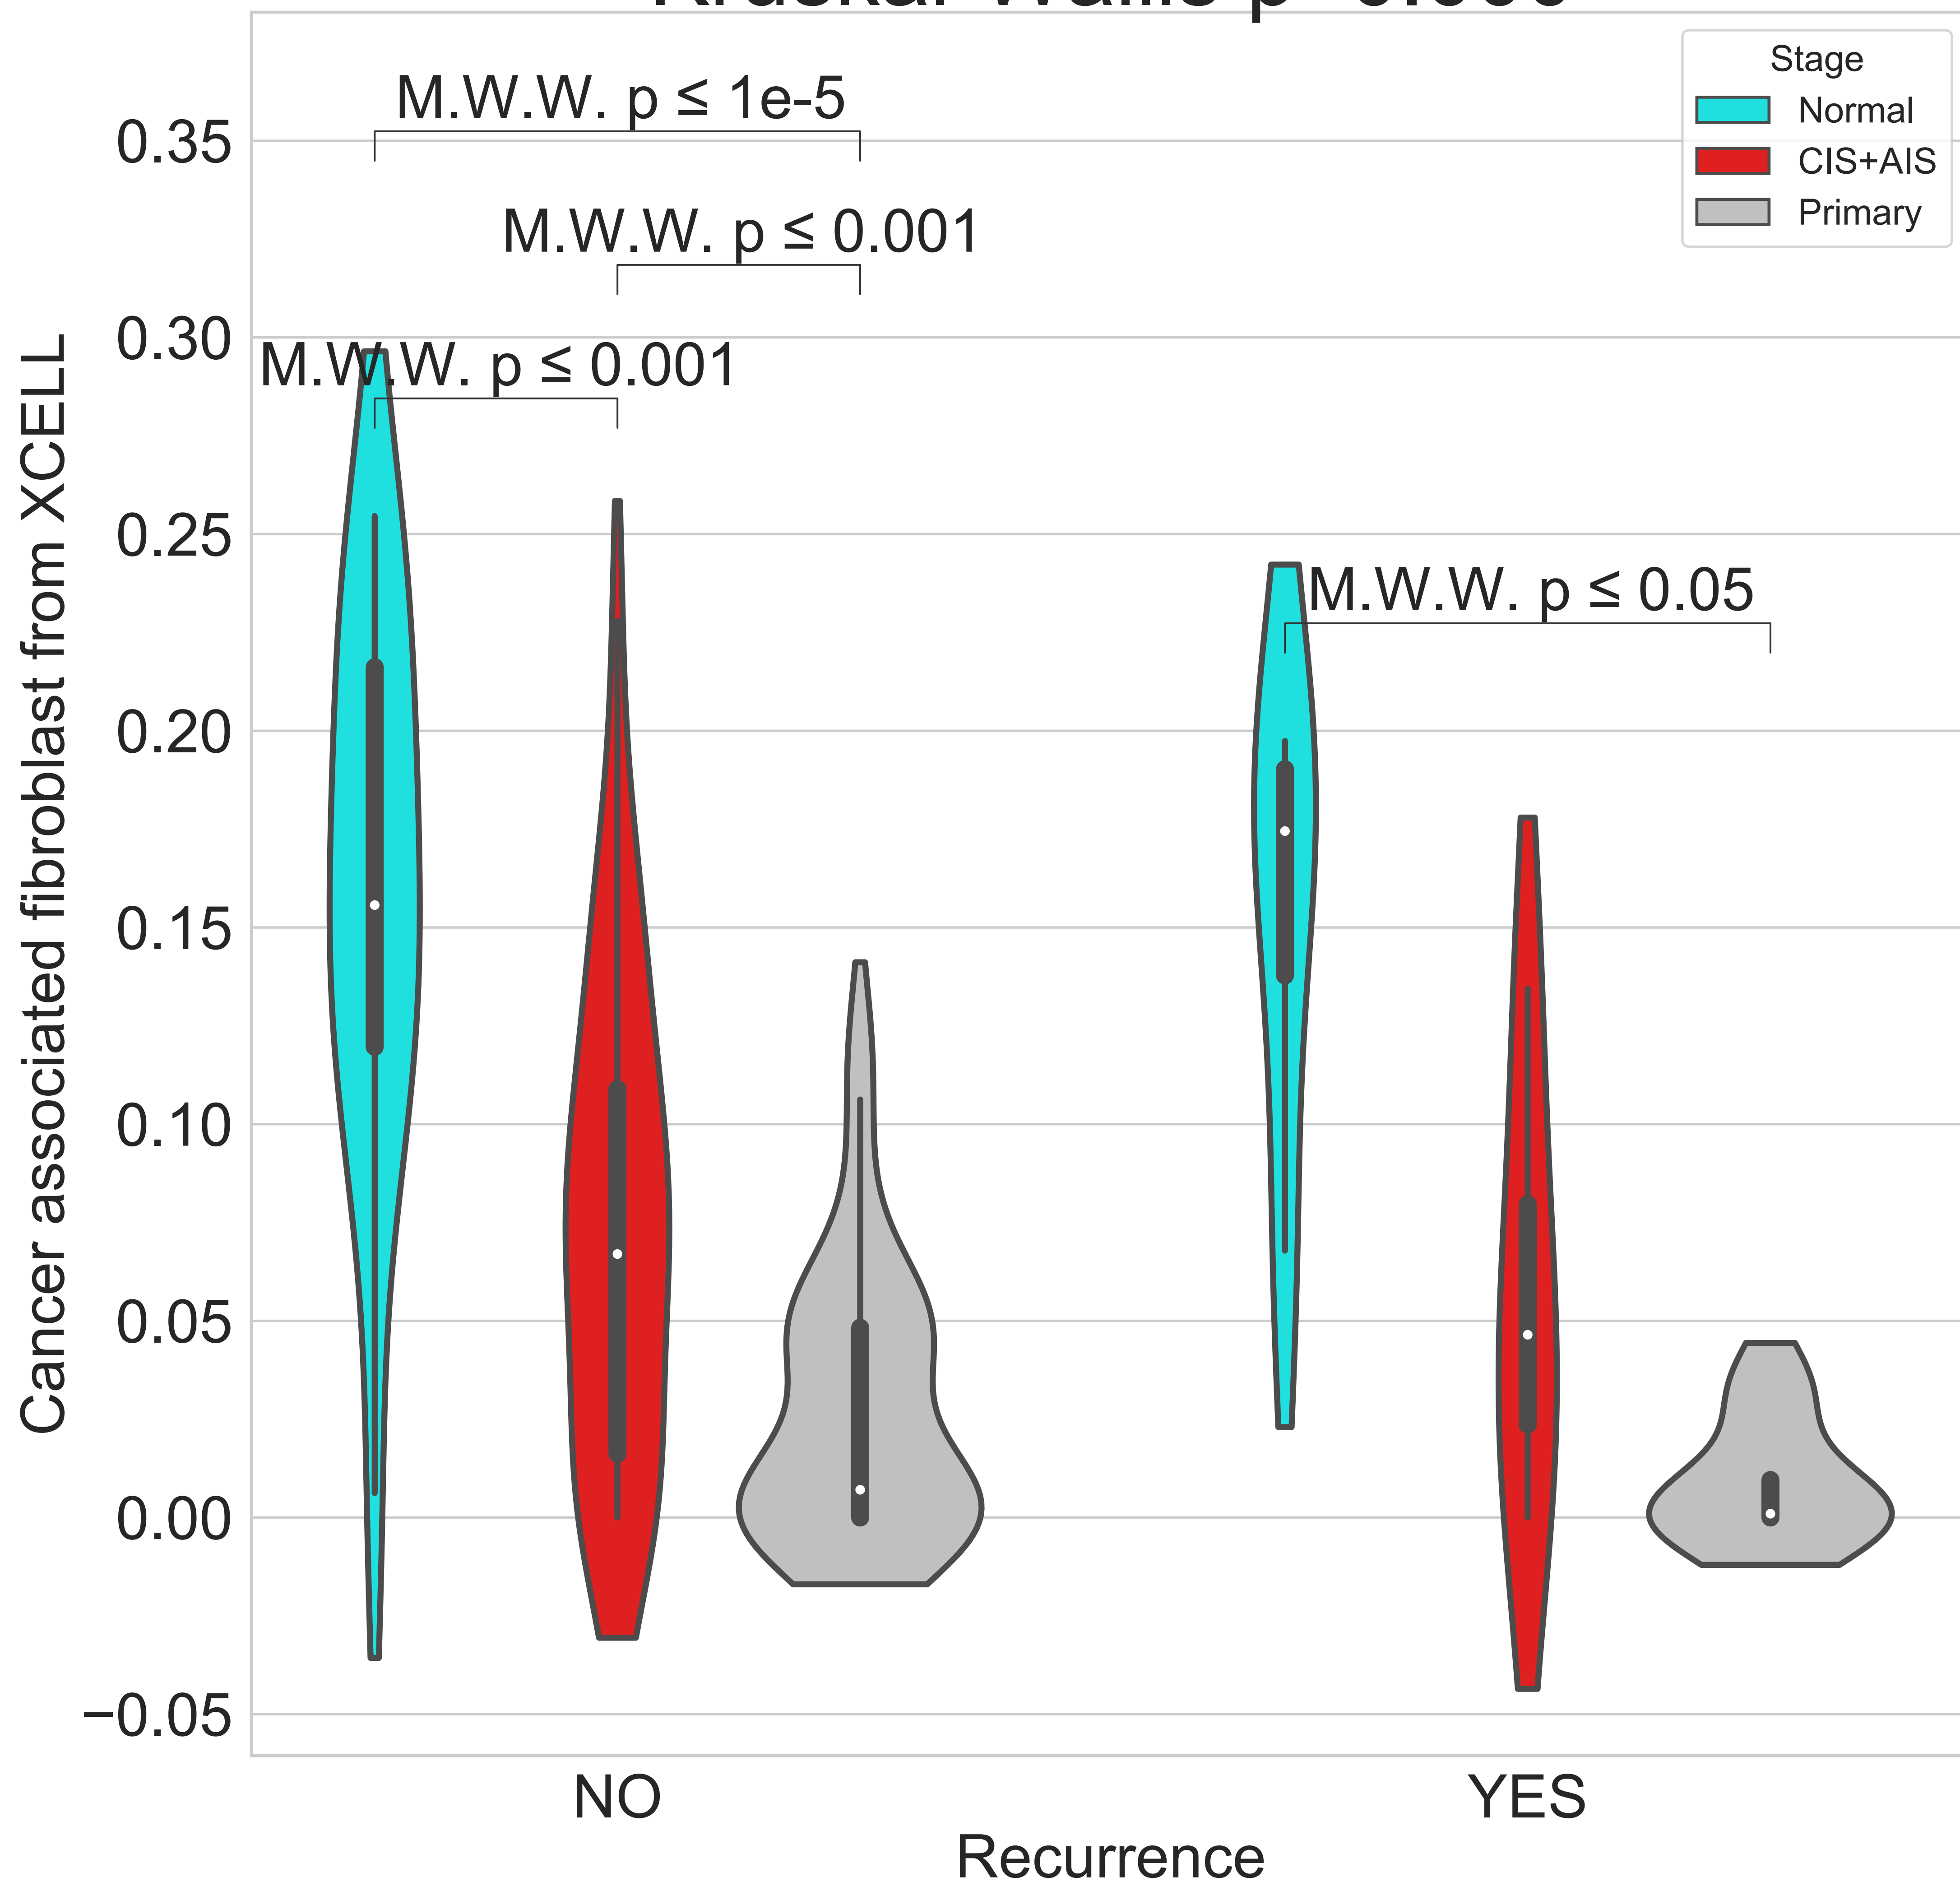 Stage
Normal
CIS+AIS
Primary
M.W.W. p ≤ 1e-5
M.W.W. p ≤ 0.001
M.W.W. p ≤ 0.001
M.W.W. p ≤ 0.05
Cancer associated fibroblast from XCELL
0.35
0.30
0.25
0.20
0.15
0.10
0.05
0.00
−0.05
NO
YES
Recurrence